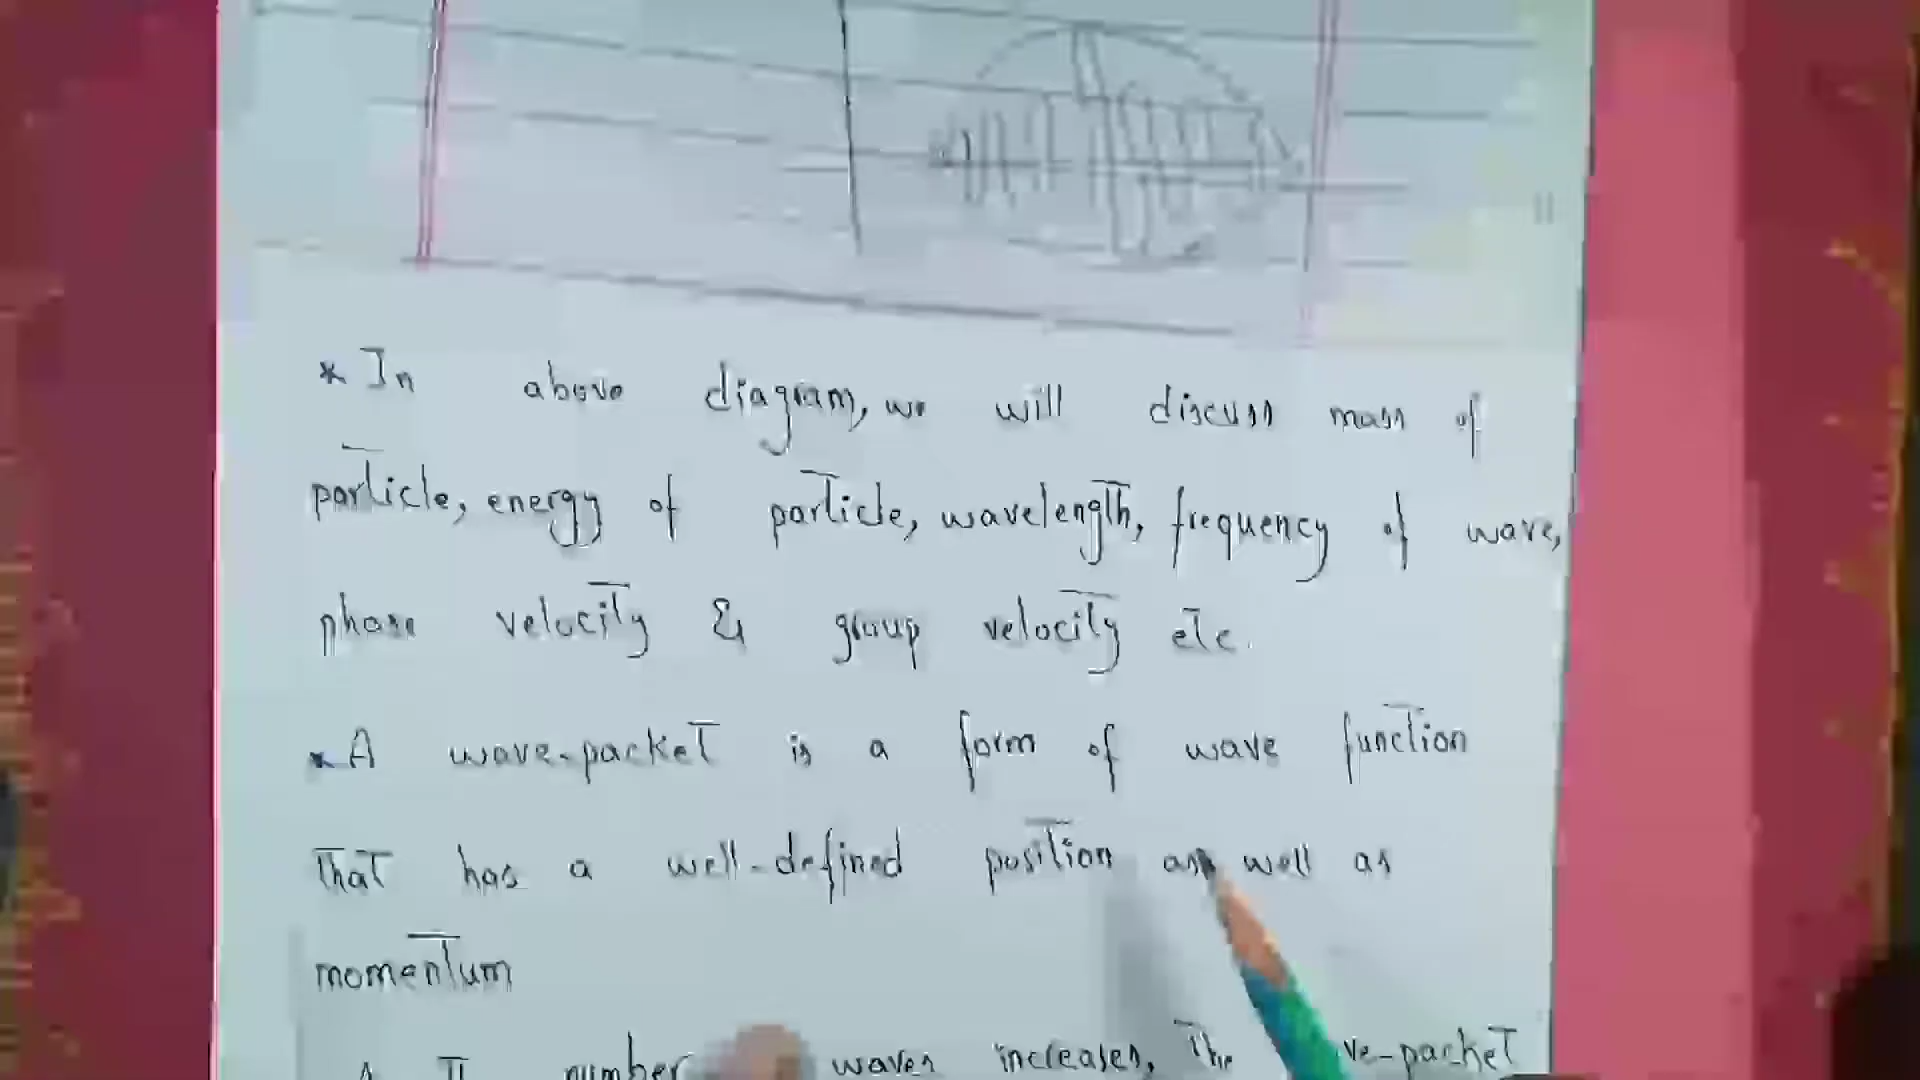 * In above diagram, we will discuss mass of
particle, energy of particle, wavelength, frequency of wave,
phase velocity & group velocity etc.
* A wave-packet is a form of wave function
That has a well-defined position as well as
momentum
number waves increases, The ve-packet